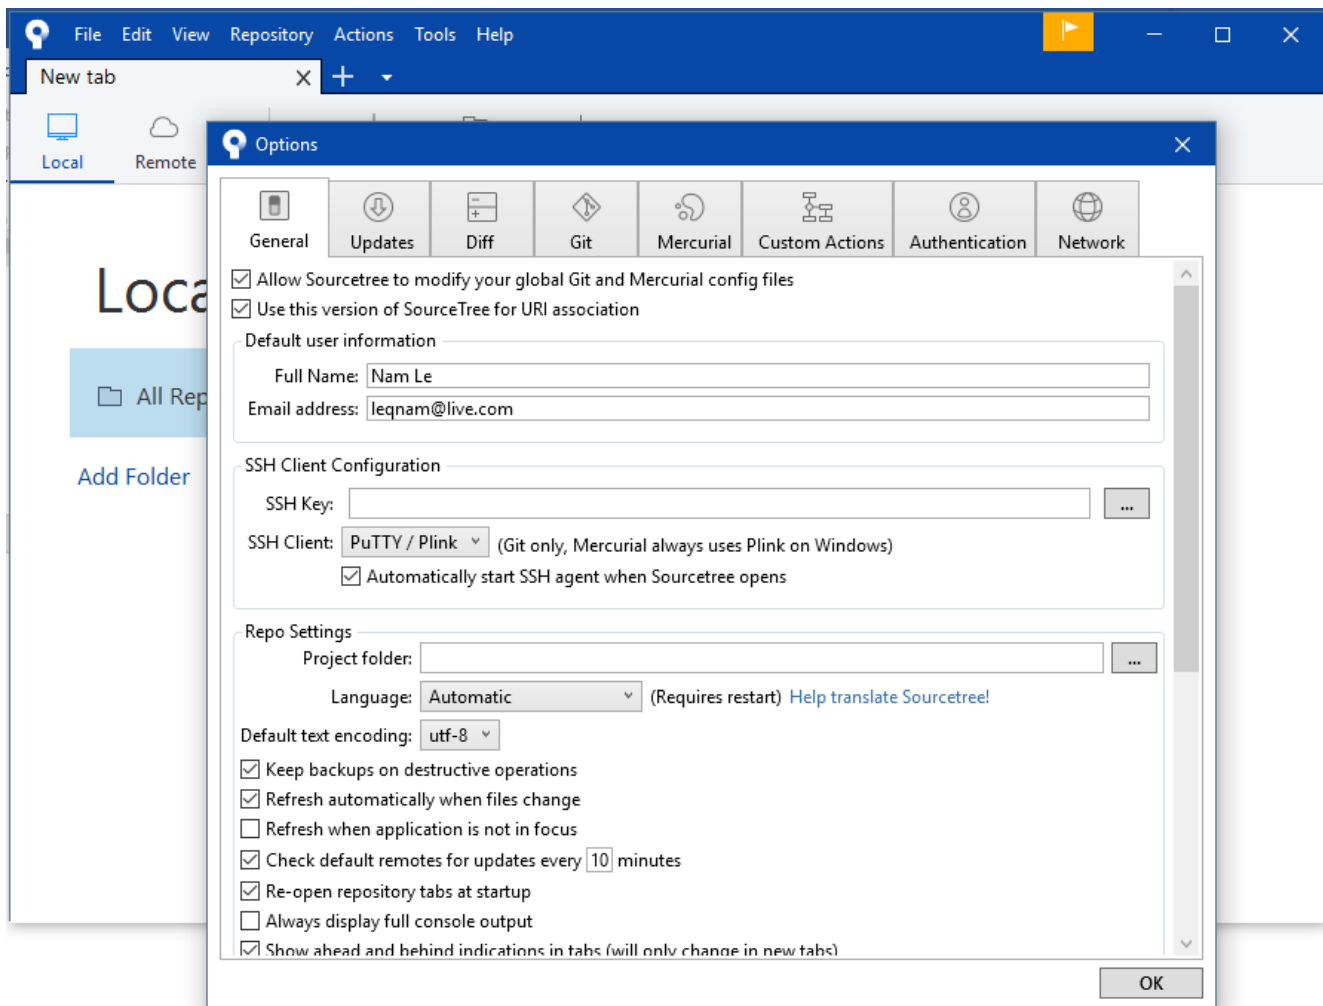 File Edit View Repository Actions Tools Help
New tab
Local Remote
Options
General Updates Diff Git Mercurial Custom Actions Authentication Network
Allow Sourcetree to modify your global Git and Mercurial config files
Use this version of SourceTree for URI association
Loca
Default user information
Full Name: Nam Le
All Rep
Email address: leqnam@live.com
SSH Client Configuration
Add Folder
SSH Key: ...
SSH Client: PuTTY / Plink (Git only, Mercurial always uses Plink on Windows)
Automatically start SSH agent when Sourcetree opens
Repo Settings
Project folder: ...
Language: Automatic (Requires restart) Help translate Sourcetree!
Default text encoding: utf-8
Keep backups on destructive operations
Refresh automatically when files change
Refresh when application is not in focus
Check default remotes for updates every 10 minutes
Re-open repository tabs at startup
Always display full console output
Show ahead and behind indications in tabs (will only change in new tabs)
OK